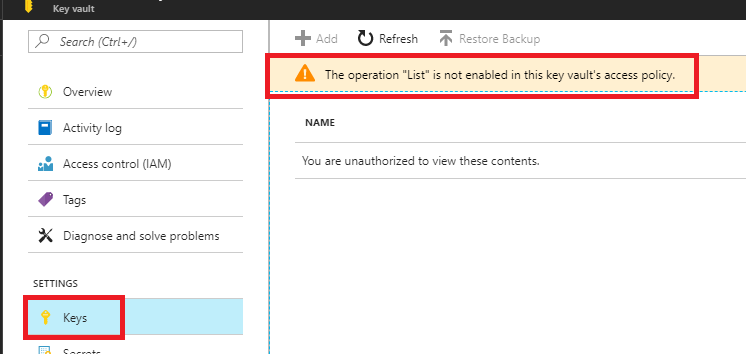 Key vault
Search (Ctrl+/)
Add
Refresh
Restore Backup
The operation "List" is not enabled in this key vault's access policy.
Overview
Activity log
NAME
Access control (IAM)
You are unauthorized to view these contents.
Tags
Diagnose and solve problems
SETTINGS
Keys
Secrets